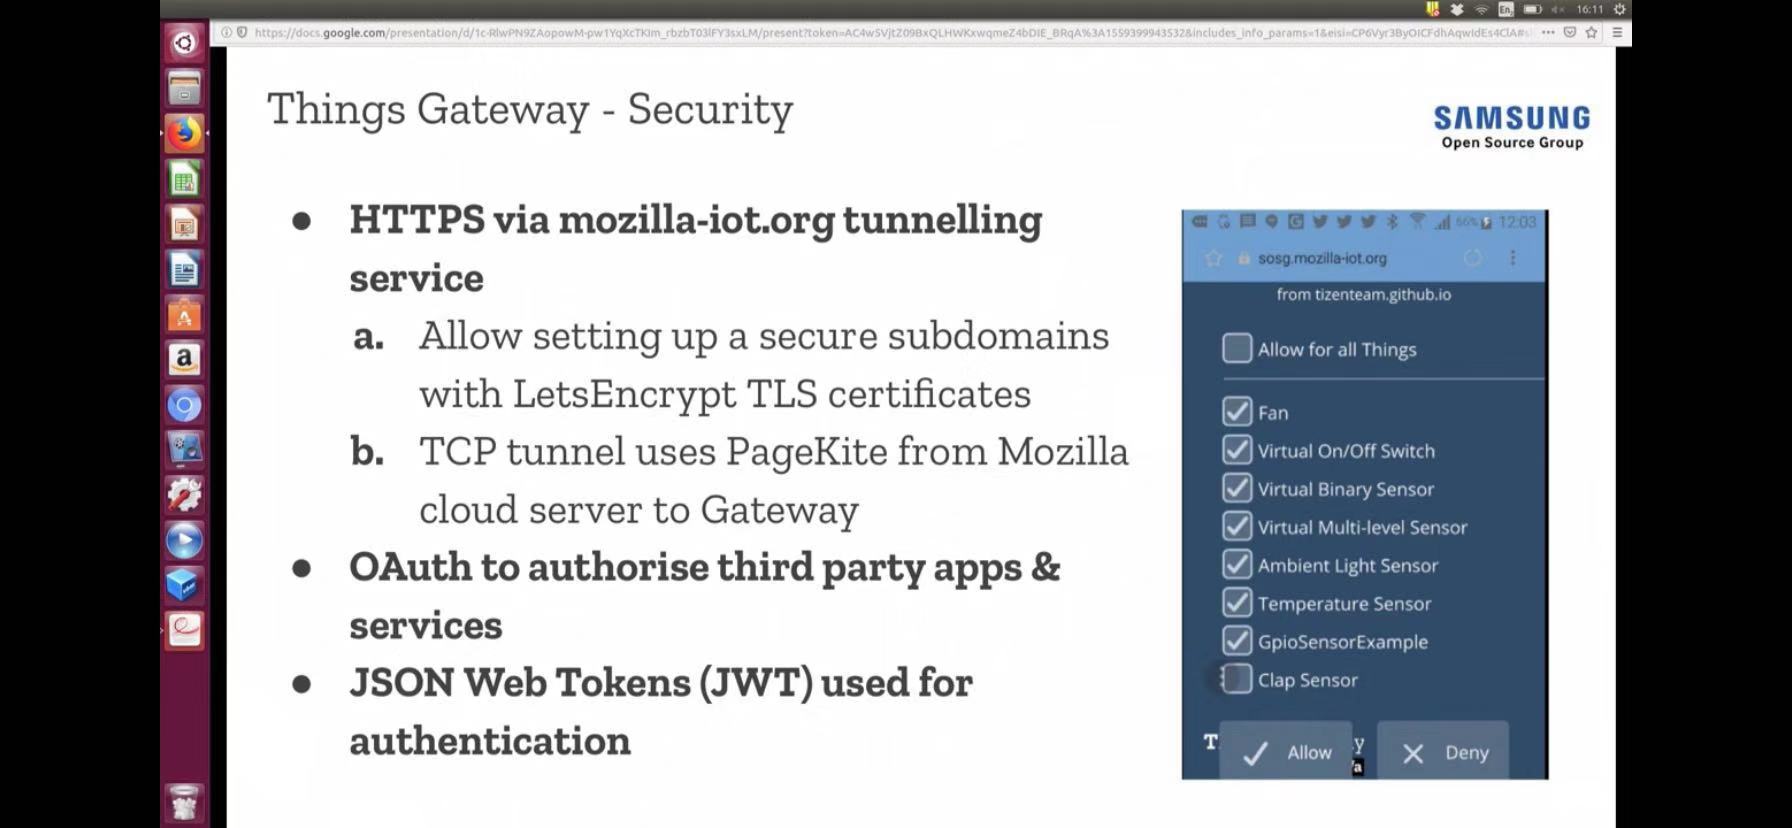 En
16:11
https://docs.google.com/presentation/d/1c-RlwPN9ZAopowM-pw1YqXcTKIm_rbzbT03lFY3sxLM/present?token=AC4w5VjtZ09BxQLHWKxwqmeZ4bDIE_BRqA%3A1559399943532&includes_info_params=1&eisi=CP6Vyr3ByOICFdhAqwIdEs4ClA#s
Things Gateway - Security
SAMSUNG
Open Source Group
● HTTPS via mozilla-iot.org tunnelling
service
a. Allow setting up a secure subdomains
with LetsEncrypt TLS certificates
b. TCP tunnel uses PageKite from Mozilla
cloud server to Gateway
● OAuth to authorise third party apps &
services
● JSON Web Tokens (JWT) used for
authentication
66% 12:03
sosg.mozilla-iot.org
from tizenteam.github.io
Allow for all Things
Fan
Virtual On/Off Switch
Virtual Binary Sensor
Virtual Multi-level Sensor
Ambient Light Sensor
Temperature Sensor
GpioSensorExample
Clap Sensor
Allow
Deny